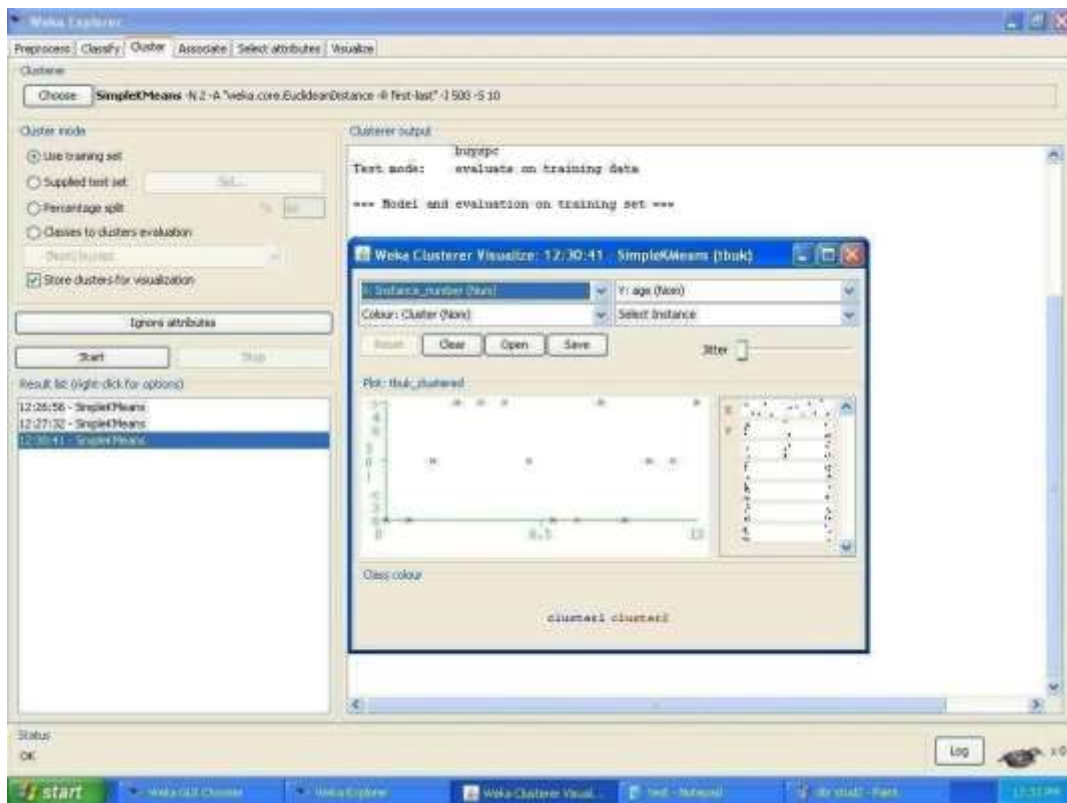 Weka Explorer
Preprocess Classify Cluster Associate Select attributes Visualize
Clusterer
Choose SimpleKMeans -N 2 -A "weka.core.EuclideanDistance -R first-last" -I 500 -S 10
Cluster mode
Use training set
Supplied test set Set...
Percentage split %
Classes to clusters evaluation
Store clusters for visualization
Ignore attributes
Start Stop
Result list (right-click for options)
12:26:56 - SimpleKMeans
12:27:32 - SimpleKMeans
12:30:41 - SimpleKMeans
Clusterer output
buyspc
Test mode: evaluate on training data
=== Model and evaluation on training set ===
Weka Clusterer Visualize: 12:30:41 - SimpleKMeans (tbuk)
X: Instance_number (Num) Y: age (Nom)
Colour: Cluster (Nom) Select Instance
Reset Clear Open Save Jitter
Plot: tbuk_clustered
0 6.5 13
Class colour
cluster1 cluster2
Status
OK
Log x 0
start Weka GUI Chooser Weka Explorer Weka Clusterer Visual... test - Notepad